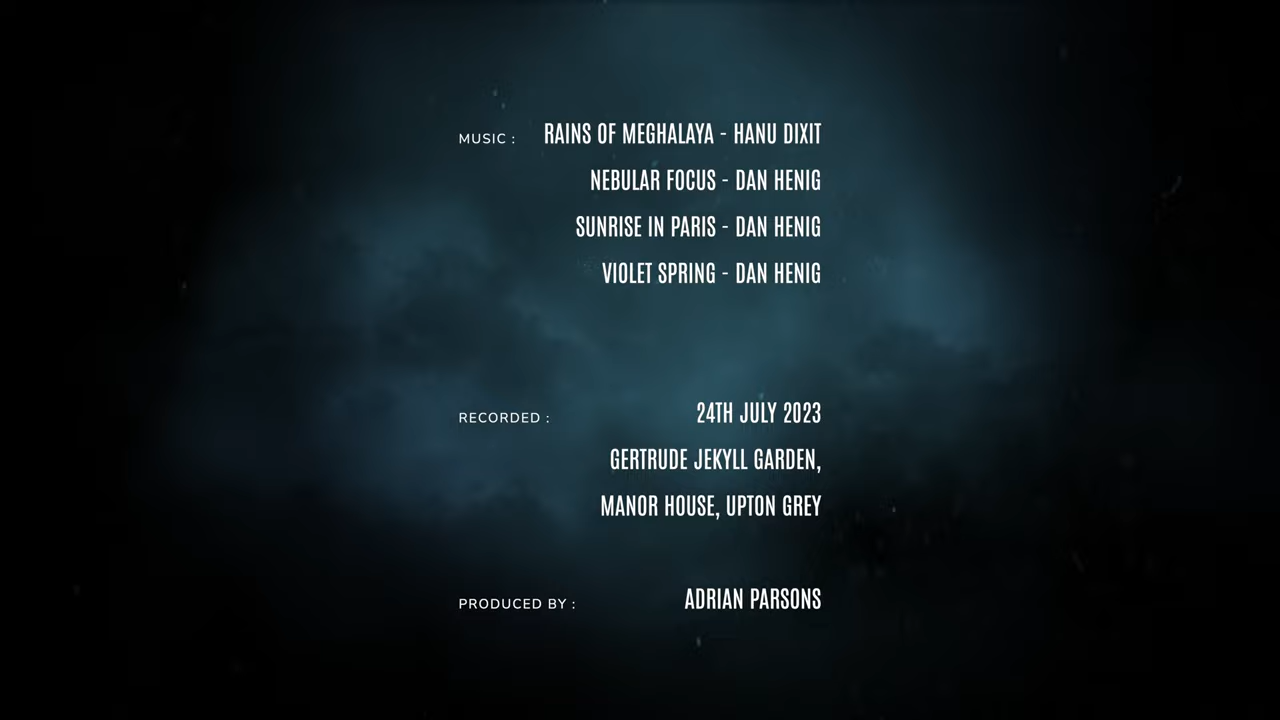 MUSIC : RAINS OF MEGHALAYA - HANU DIXIT
NEBULAR FOCUS - DAN HENIG
SUNRISE IN PARIS - DAN HENIG
VIOLET SPRING - DAN HENIG
RECORDED : 24TH JULY 2023
GERTRUDE JEKYLL GARDEN,
MANOR HOUSE, UPTON GREY
PRODUCED BY : ADRIAN PARSONS